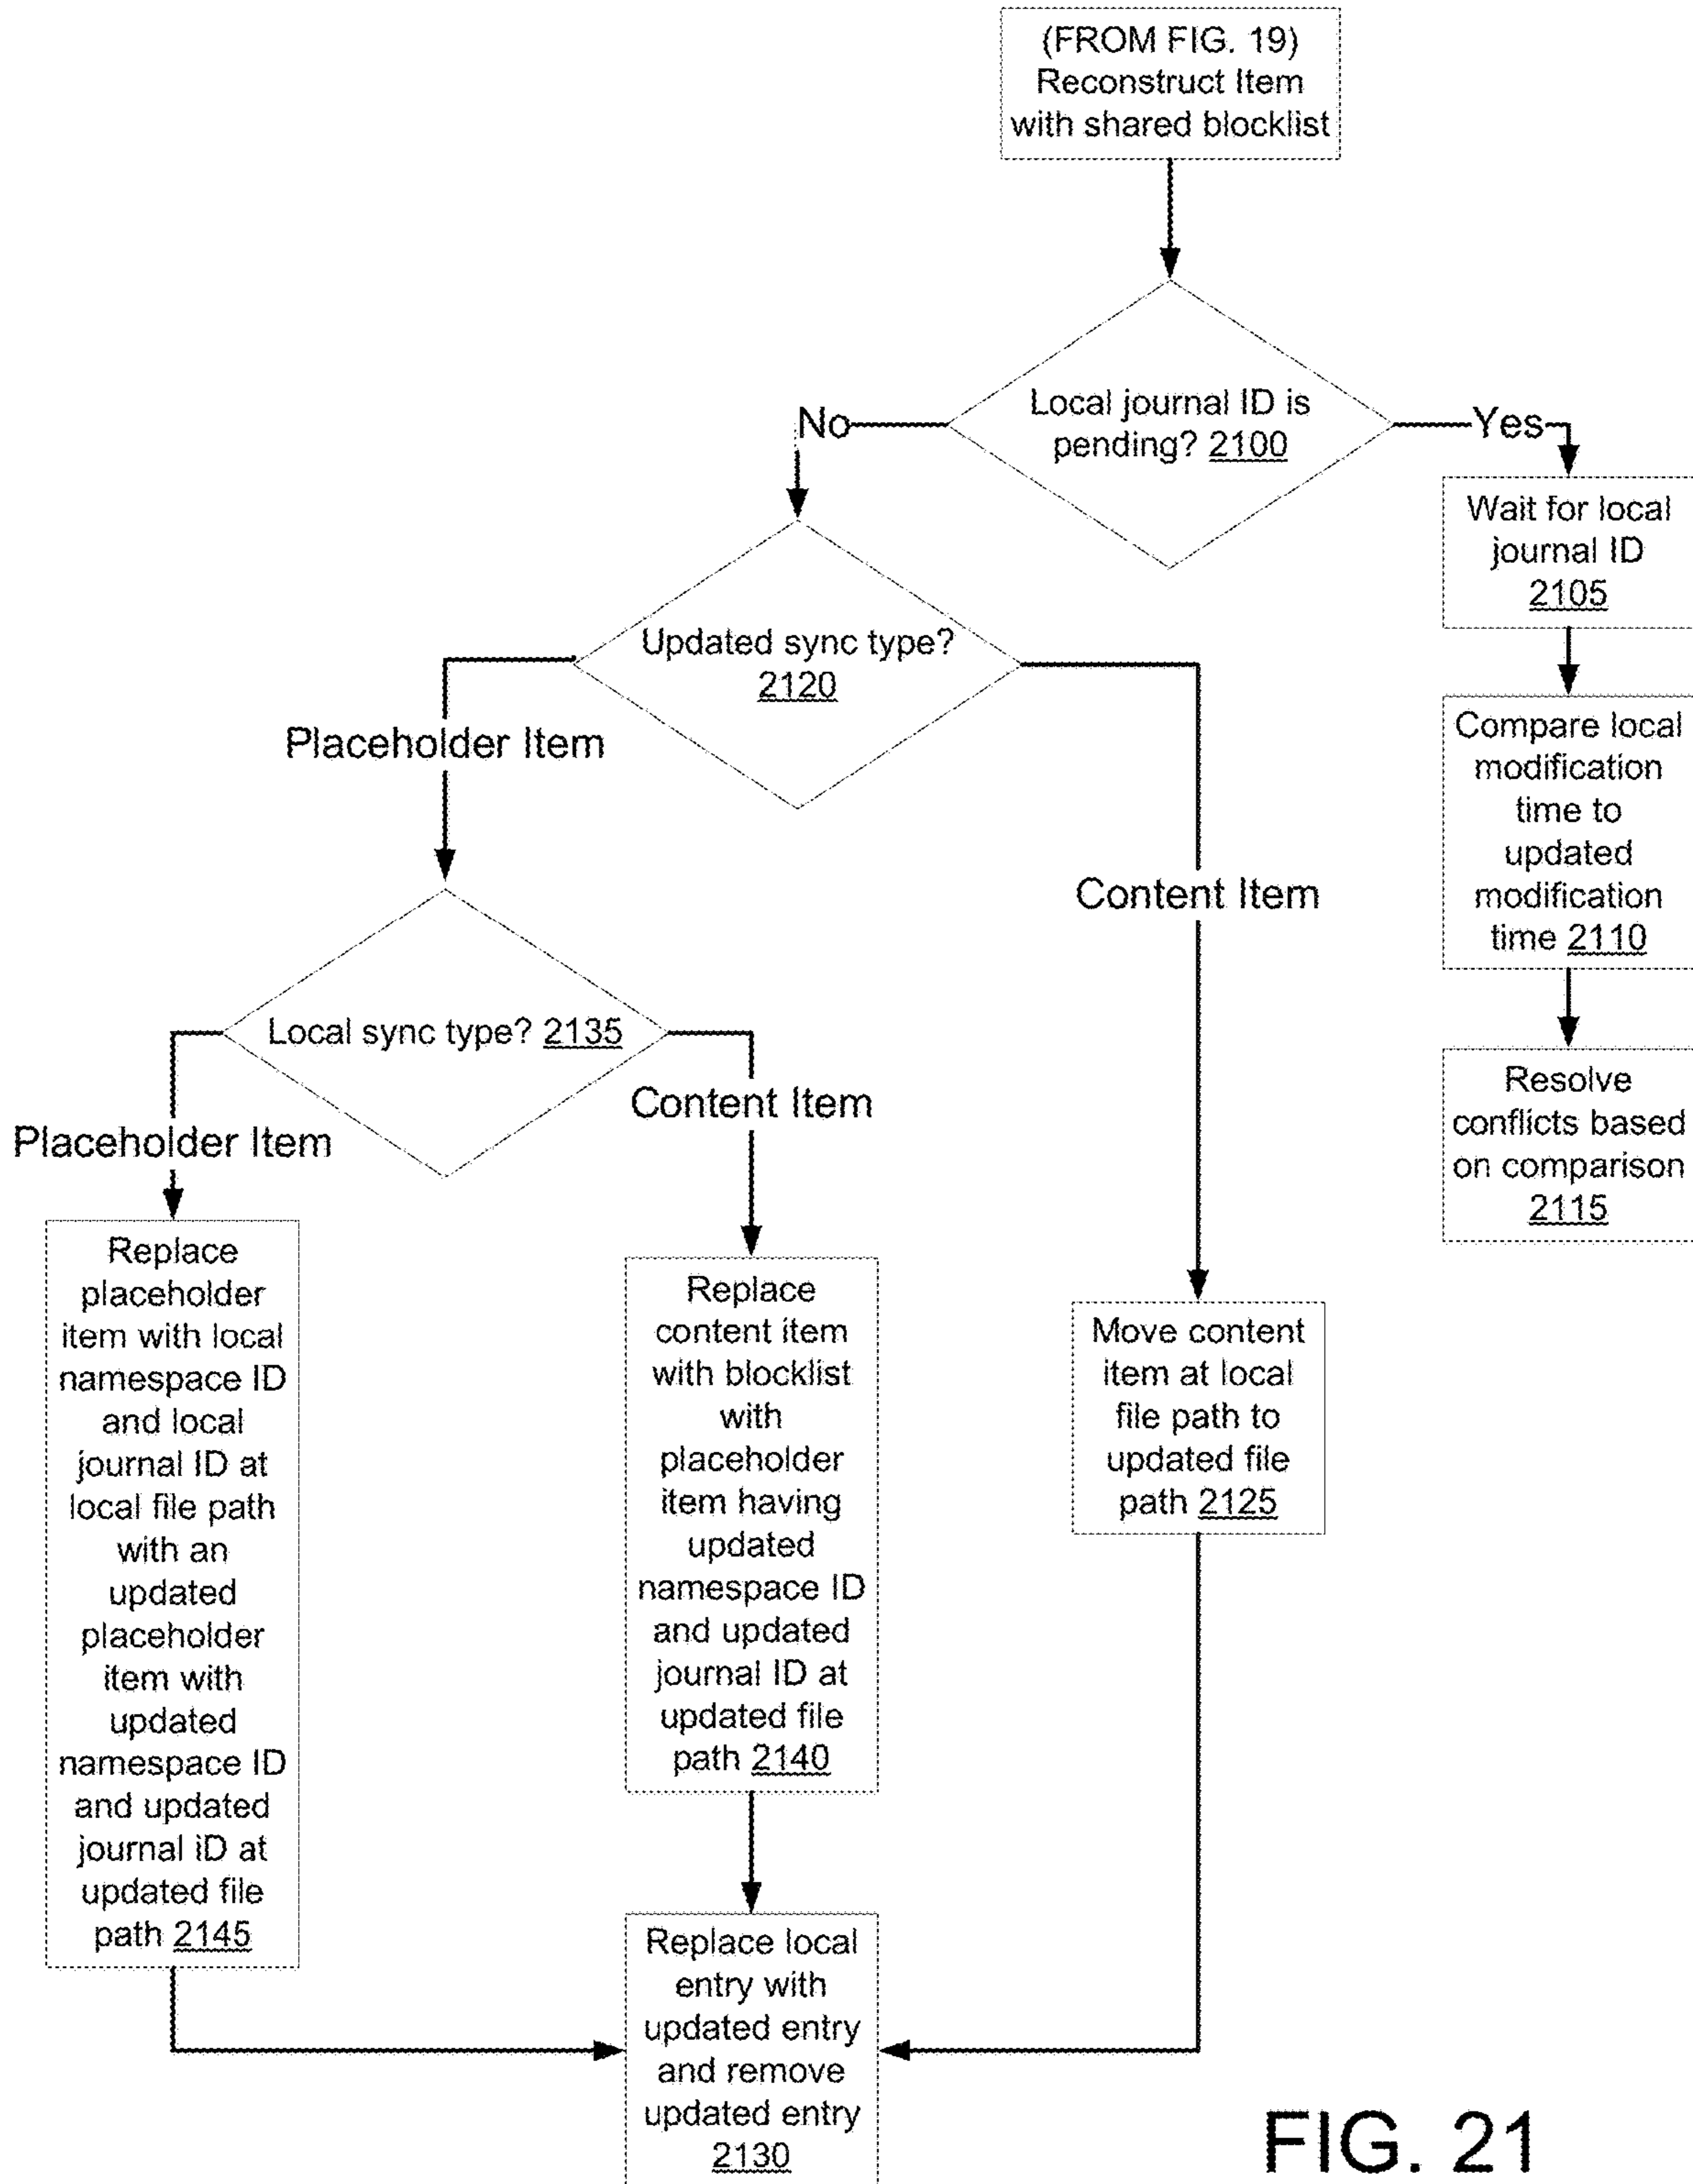 (FROM FIG. 19)
Reconstruct Item
with shared blocklist
Local journal ID is
pending? 2100
No
Yes
Wait for local
journal ID
2105
Updated sync type?
2120
Compare local
modification
time to
updated
modification
time 2110
Placeholder Item
Content Item
Resolve
conflicts based
on comparison
2115
Local sync type? 2135
Placeholder Item
Content Item
Replace
placeholder
item with local
namespace ID
and local
journal ID at
local file path
with an
updated
placeholder
item with
updated
namespace ID
and updated
journal iD at
updated file
path 2145
Replace
content item
with blocklist
with
placeholder
item having
updated
namespace ID
and updated
journal ID at
updated file
path 2140
Move content
item at local
file path to
updated file
path 2125
Replace local
entry with
updated entry
and remove
updated entry
2130
FIG. 21